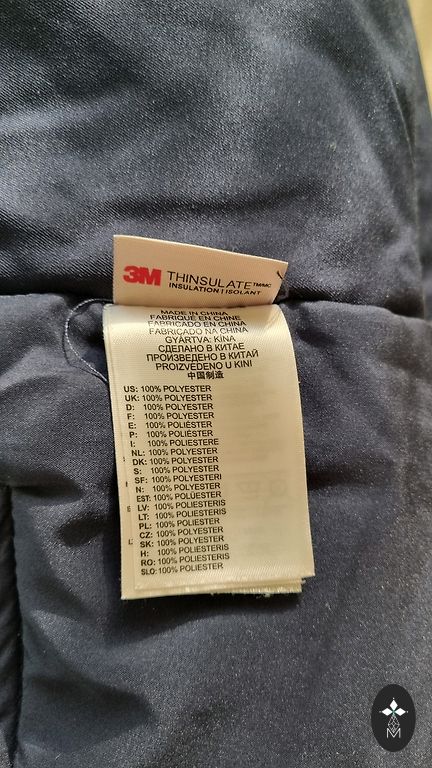 3M THINSULATE™/MC
INSULATION | ISOLANT
MADE IN CHINA
FABRIQUÉ EN CHINE
FABRICADO EN CHINA
FABRICADO NA CHINA
GYÁRTVA: KÍNA
СДЕЛАНО В КИТАЕ
ПРОИЗВЕДЕНО В КИТАЙ
PROIZVEDENO U KINI
中国制造
US: 100% POLYESTER
UK: 100% POLYESTER
D: 100% POLYESTER
F: 100% POLYESTER
E: 100% POLIÉSTER
P: 100% POLIÉSTER
I: 100% POLIESTERE
NL: 100% POLYESTER
DK: 100% POLYESTER
S: 100% POLYESTER
SF: 100% POLYESTERI
N: 100% POLYESTER
EST: 100% POLÜESTER
LV: 100% POLIESTERIS
LT: 100% POLIESTERIS
PL: 100% POLIESTER
CZ: 100% POLYESTER
SK: 100% POLYESTER
H: 100% POLIÉSZTER
RO: 100% POLIESTER
SLO: 100% POLIESTER
M